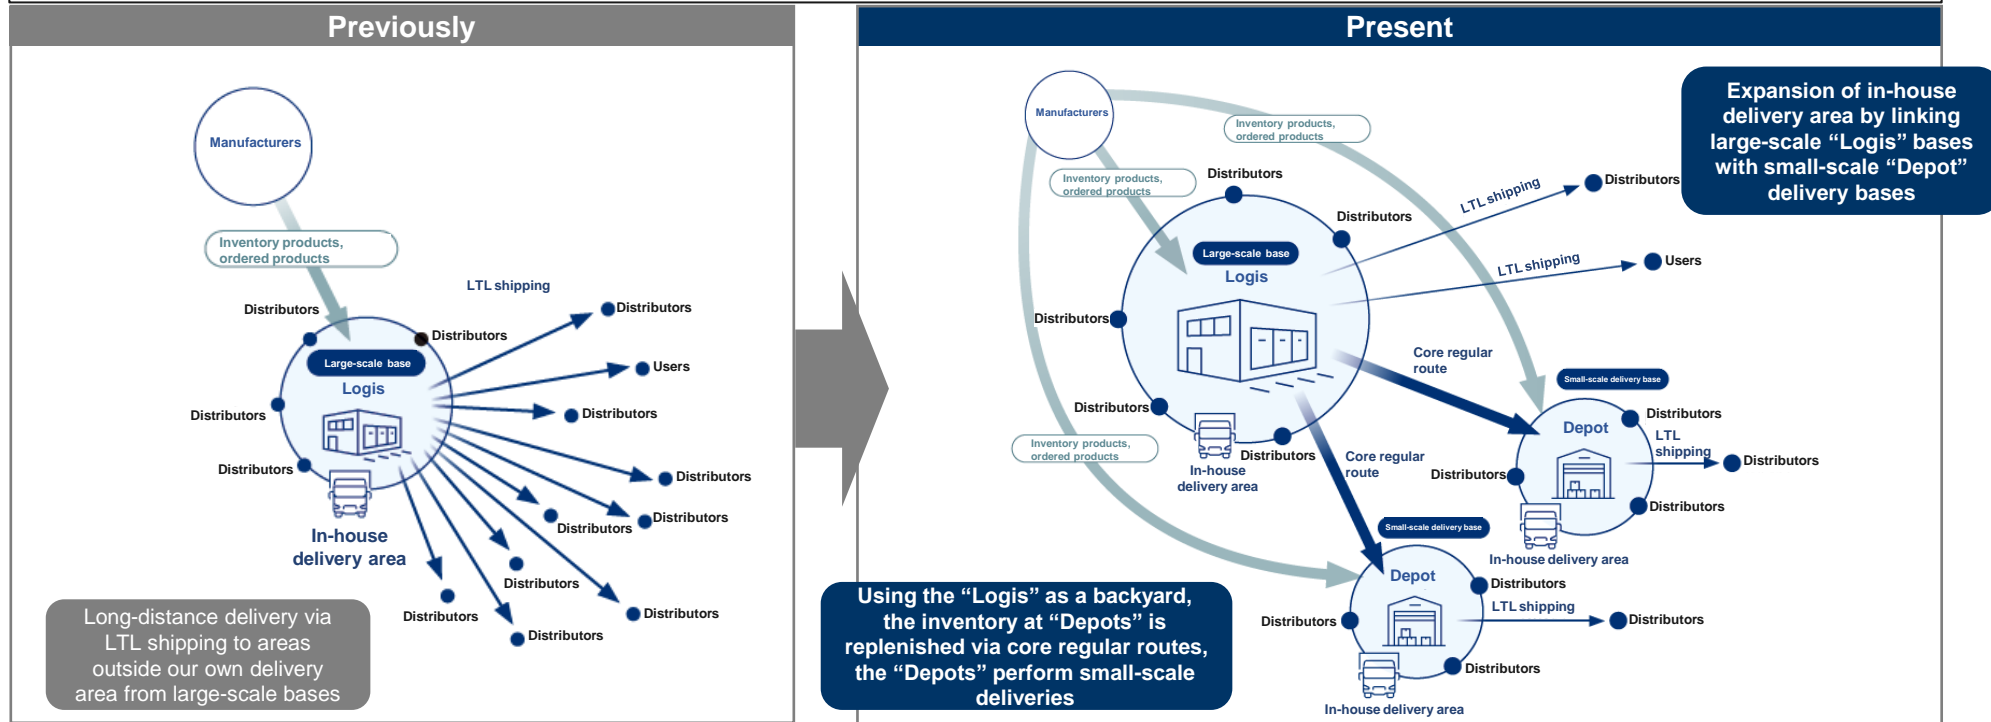 Previously
Manufacturers
Inventory products,
ordered products
LTL shipping
Distributors
Distributors
Distributors
Large-scale base
Logis
Users
Distributors
Distributors
Distributors
Distributors
Distributors
Distributors
In-house
delivery area
Distributors
Distributors
Distributors
Distributors
Long-distance delivery via
LTL shipping to areas
outside our own delivery
area from large-scale bases
Present
Manufacturers
Inventory products,
ordered products
Inventory products,
ordered products
Expansion of in-house
delivery area by linking
large-scale “Logis” bases
with small-scale “Depot”
delivery bases
Distributors
Distributors
LTL shipping
Distributors
Large-scale base
Logis
LTL shipping
Users
Distributors
Core regular
route
Small-scale delivery base
Distributors
Distributors
Depot
LTL
shipping
Distributors
Distributors
Distributors
Inventory products,
ordered products
Distributors
Core regular
route
In-house
delivery area
Small-scale delivery base
In-house delivery area
Depot
Distributors
LTL shipping
Distributors
Distributors
Distributors
In-house delivery area
Using the “Logis” as a backyard,
the inventory at “Depots” is
replenished via core regular routes,
the “Depots” perform small-scale
deliveries